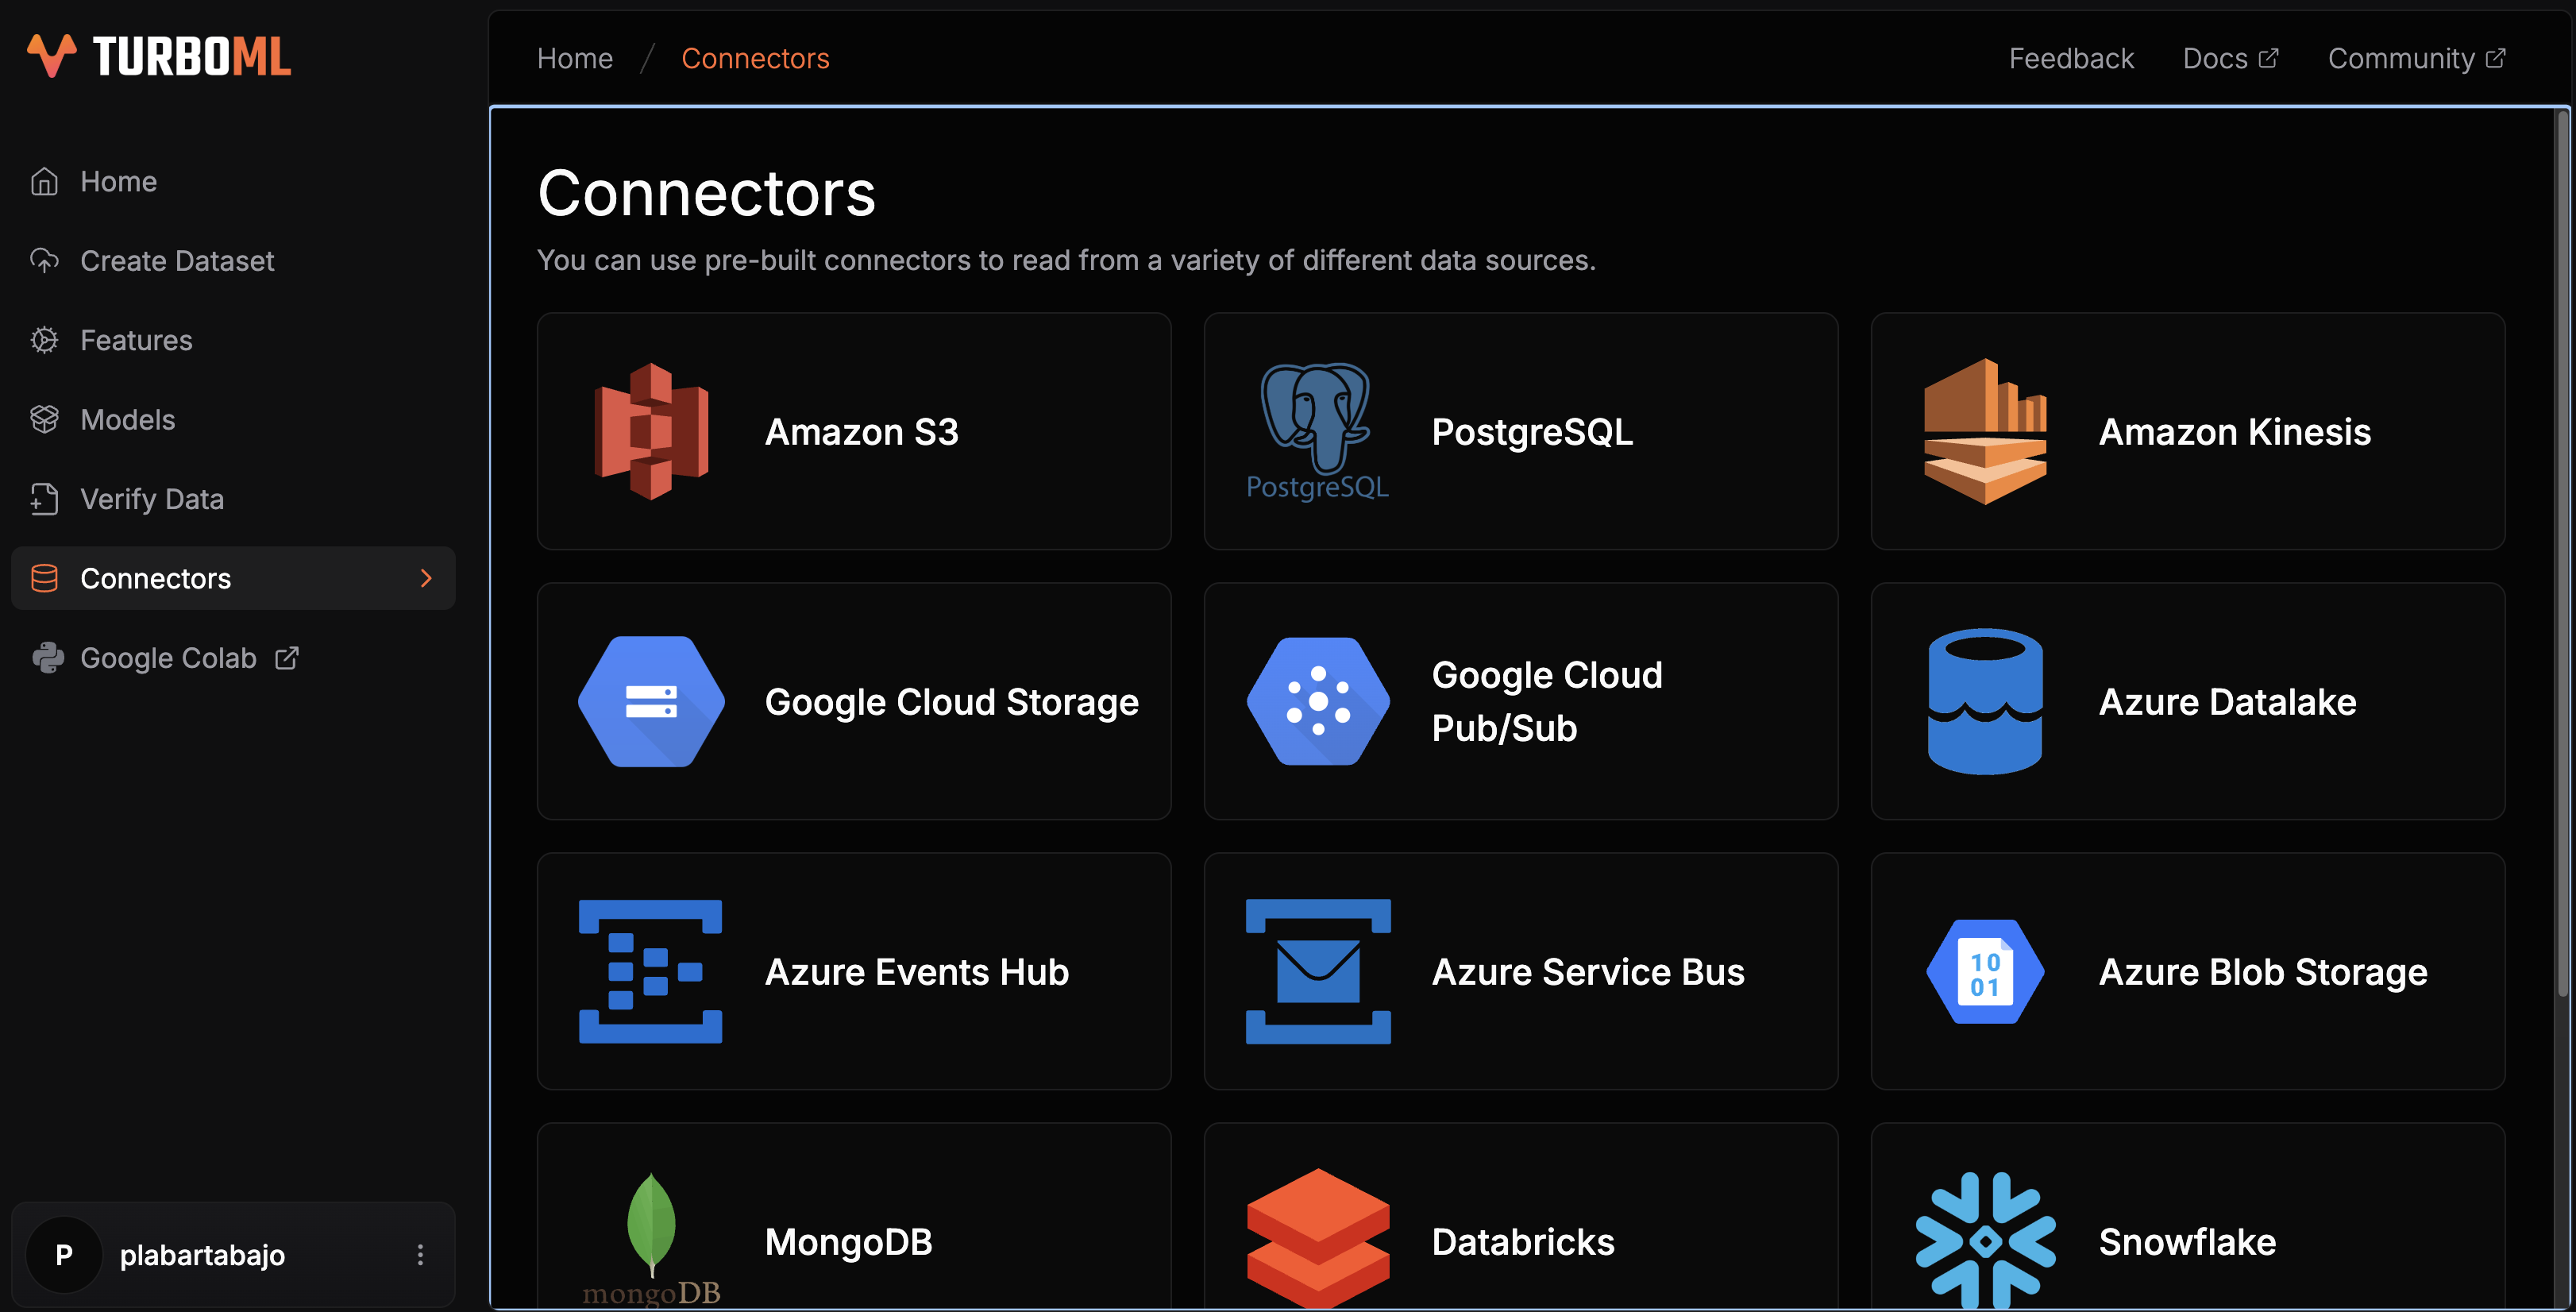 TURBOML
Home
Create Dataset
Features
Models
Verify Data
Connectors
Google Colab
P
plabartabajo
Home / Connectors
Feedback
Docs
Community
Connectors
You can use pre-built connectors to read from a variety of different data sources.
Amazon S3
PostgreSQL
PostgreSQL
Amazon Kinesis
Google Cloud Storage
Google Cloud
Pub/Sub
Azure Datalake
Azure Events Hub
Azure Service Bus
10
01
Azure Blob Storage
mongoDB
MongoDB
Databricks
Snowflake